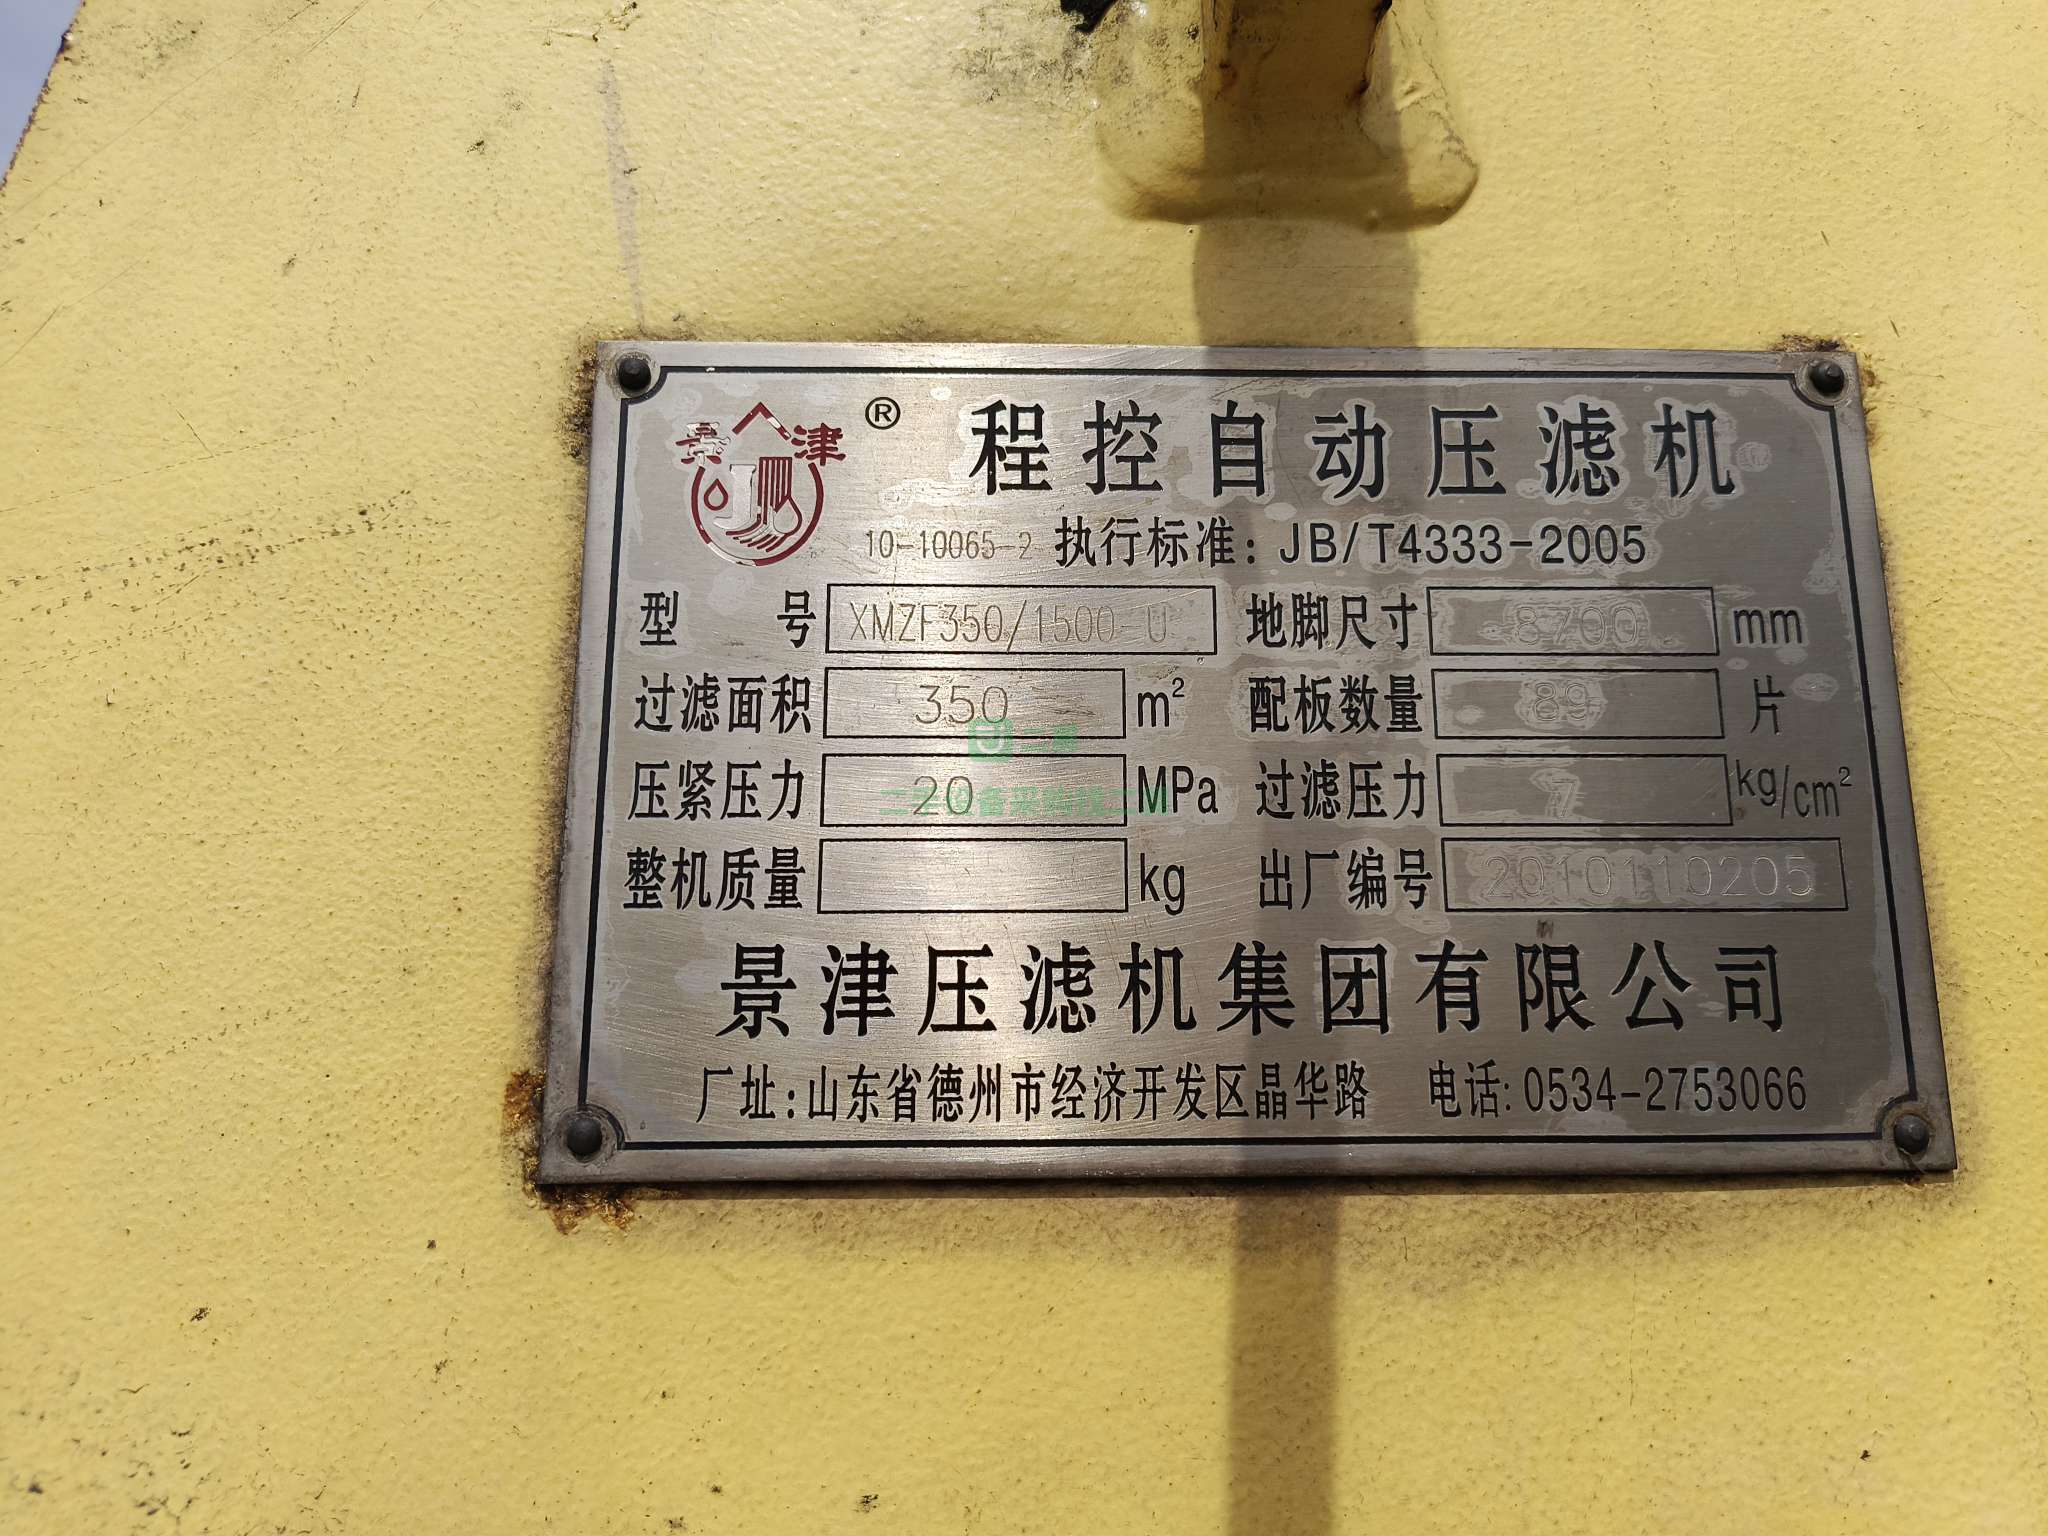 景津 ® 程控自动压滤机
10-10065-2 执行标准: JB/T4333-2005
型 号 XMZF350/1500-U 地脚尺寸 8700 mm
过滤面积 350 m² 配板数量 89 片
压紧压力 20 MPa 过滤压力 7 kg/cm²
整机质量 kg 出厂编号 2010110205
景津压滤机集团有限公司
厂址:山东省德州市经济开发区晶华路 电话: 0534-2753066